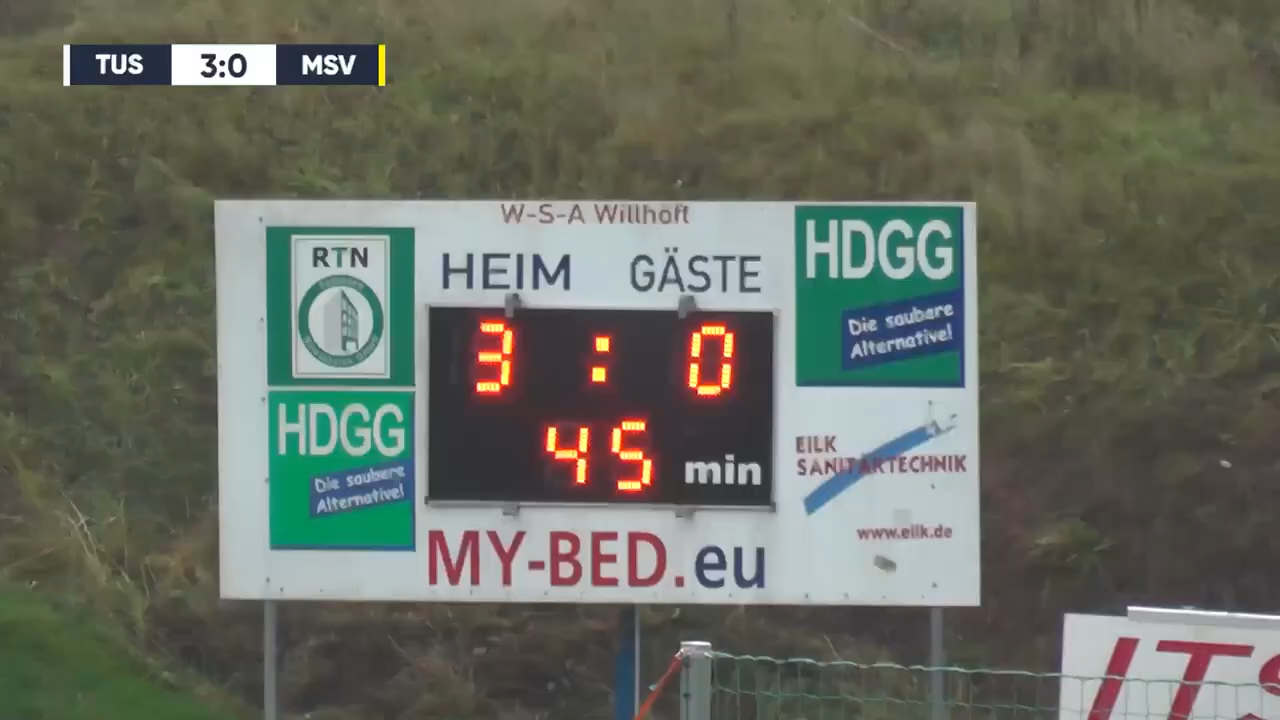 TUS 3:0 MSV
W-S-A Willhoft
HEIM GÄSTE
3 : 0
45 min
MY-BED.eu
RTN
HDGG
Die saubere
Alternative!
HDGG
Die saubere
Alternative!
EILK
SANITÄRTECHNIK
www.eilk.de
ITS